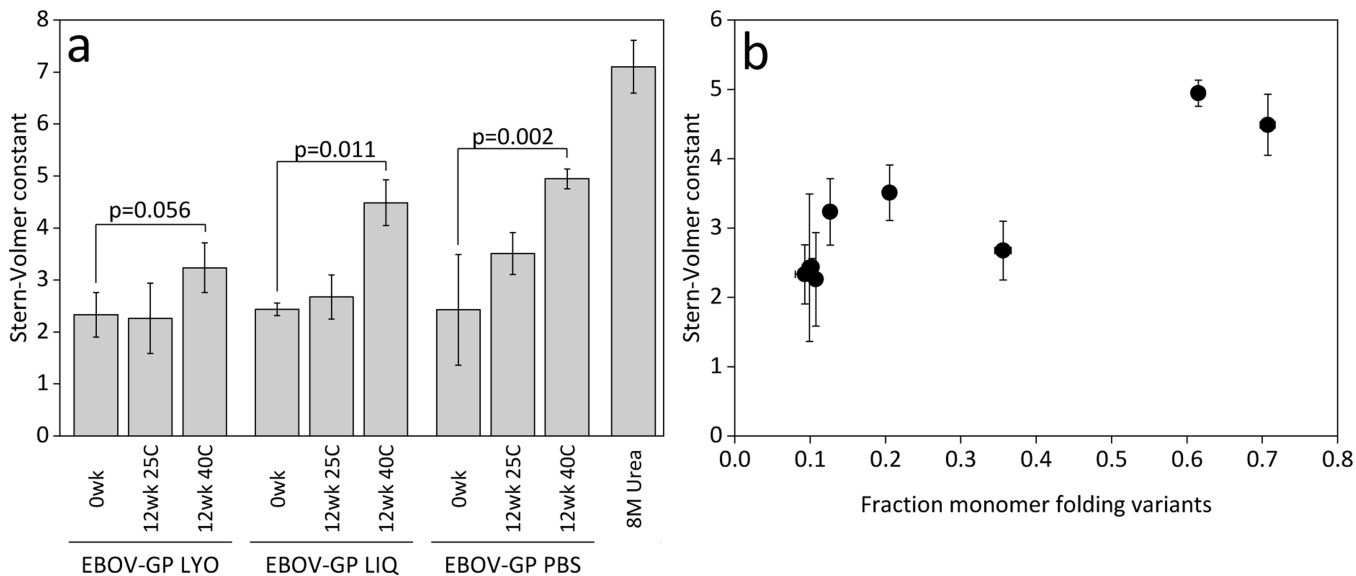 a
Stern-Volmer constant
8
7
6
5
4
3
2
1
0
p=0.056
p=0.011
p=0.002
0wk
12wk 25C
12wk 40C
0wk
12wk 25C
12wk 40C
0wk
12wk 25C
12wk 40C
8M Urea
EBOV-GP LYO
EBOV-GP LIQ
EBOV-GP PBS
b
Stern-Volmer constant
6
5
4
3
2
1
0
0.0 0.1 0.2 0.3 0.4 0.5 0.6 0.7 0.8
Fraction monomer folding variants